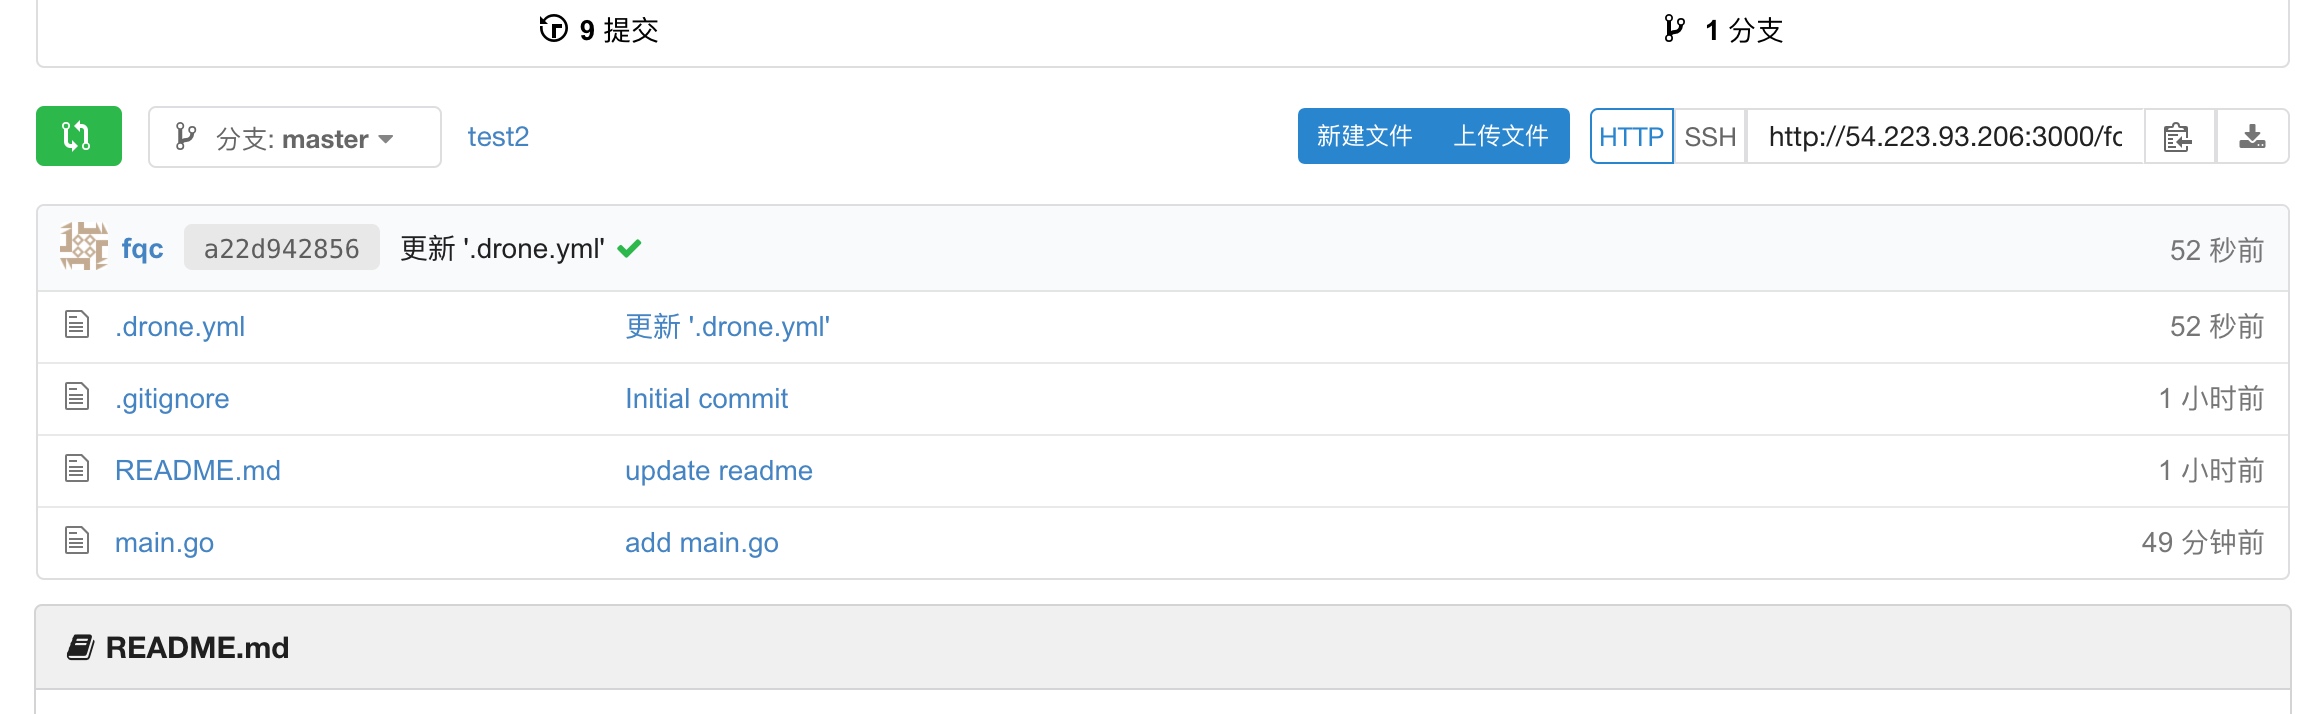 9 提交 1 分支
分支: master test2 新建文件 上传文件 HTTP SSH http://54.223.93.206:3000/fc
fqc a22d942856 更新 '.drone.yml' 52 秒前
.drone.yml 更新 '.drone.yml' 52 秒前
.gitignore Initial commit 1 小时前
README.md update readme 1 小时前
main.go add main.go 49 分钟前
README.md